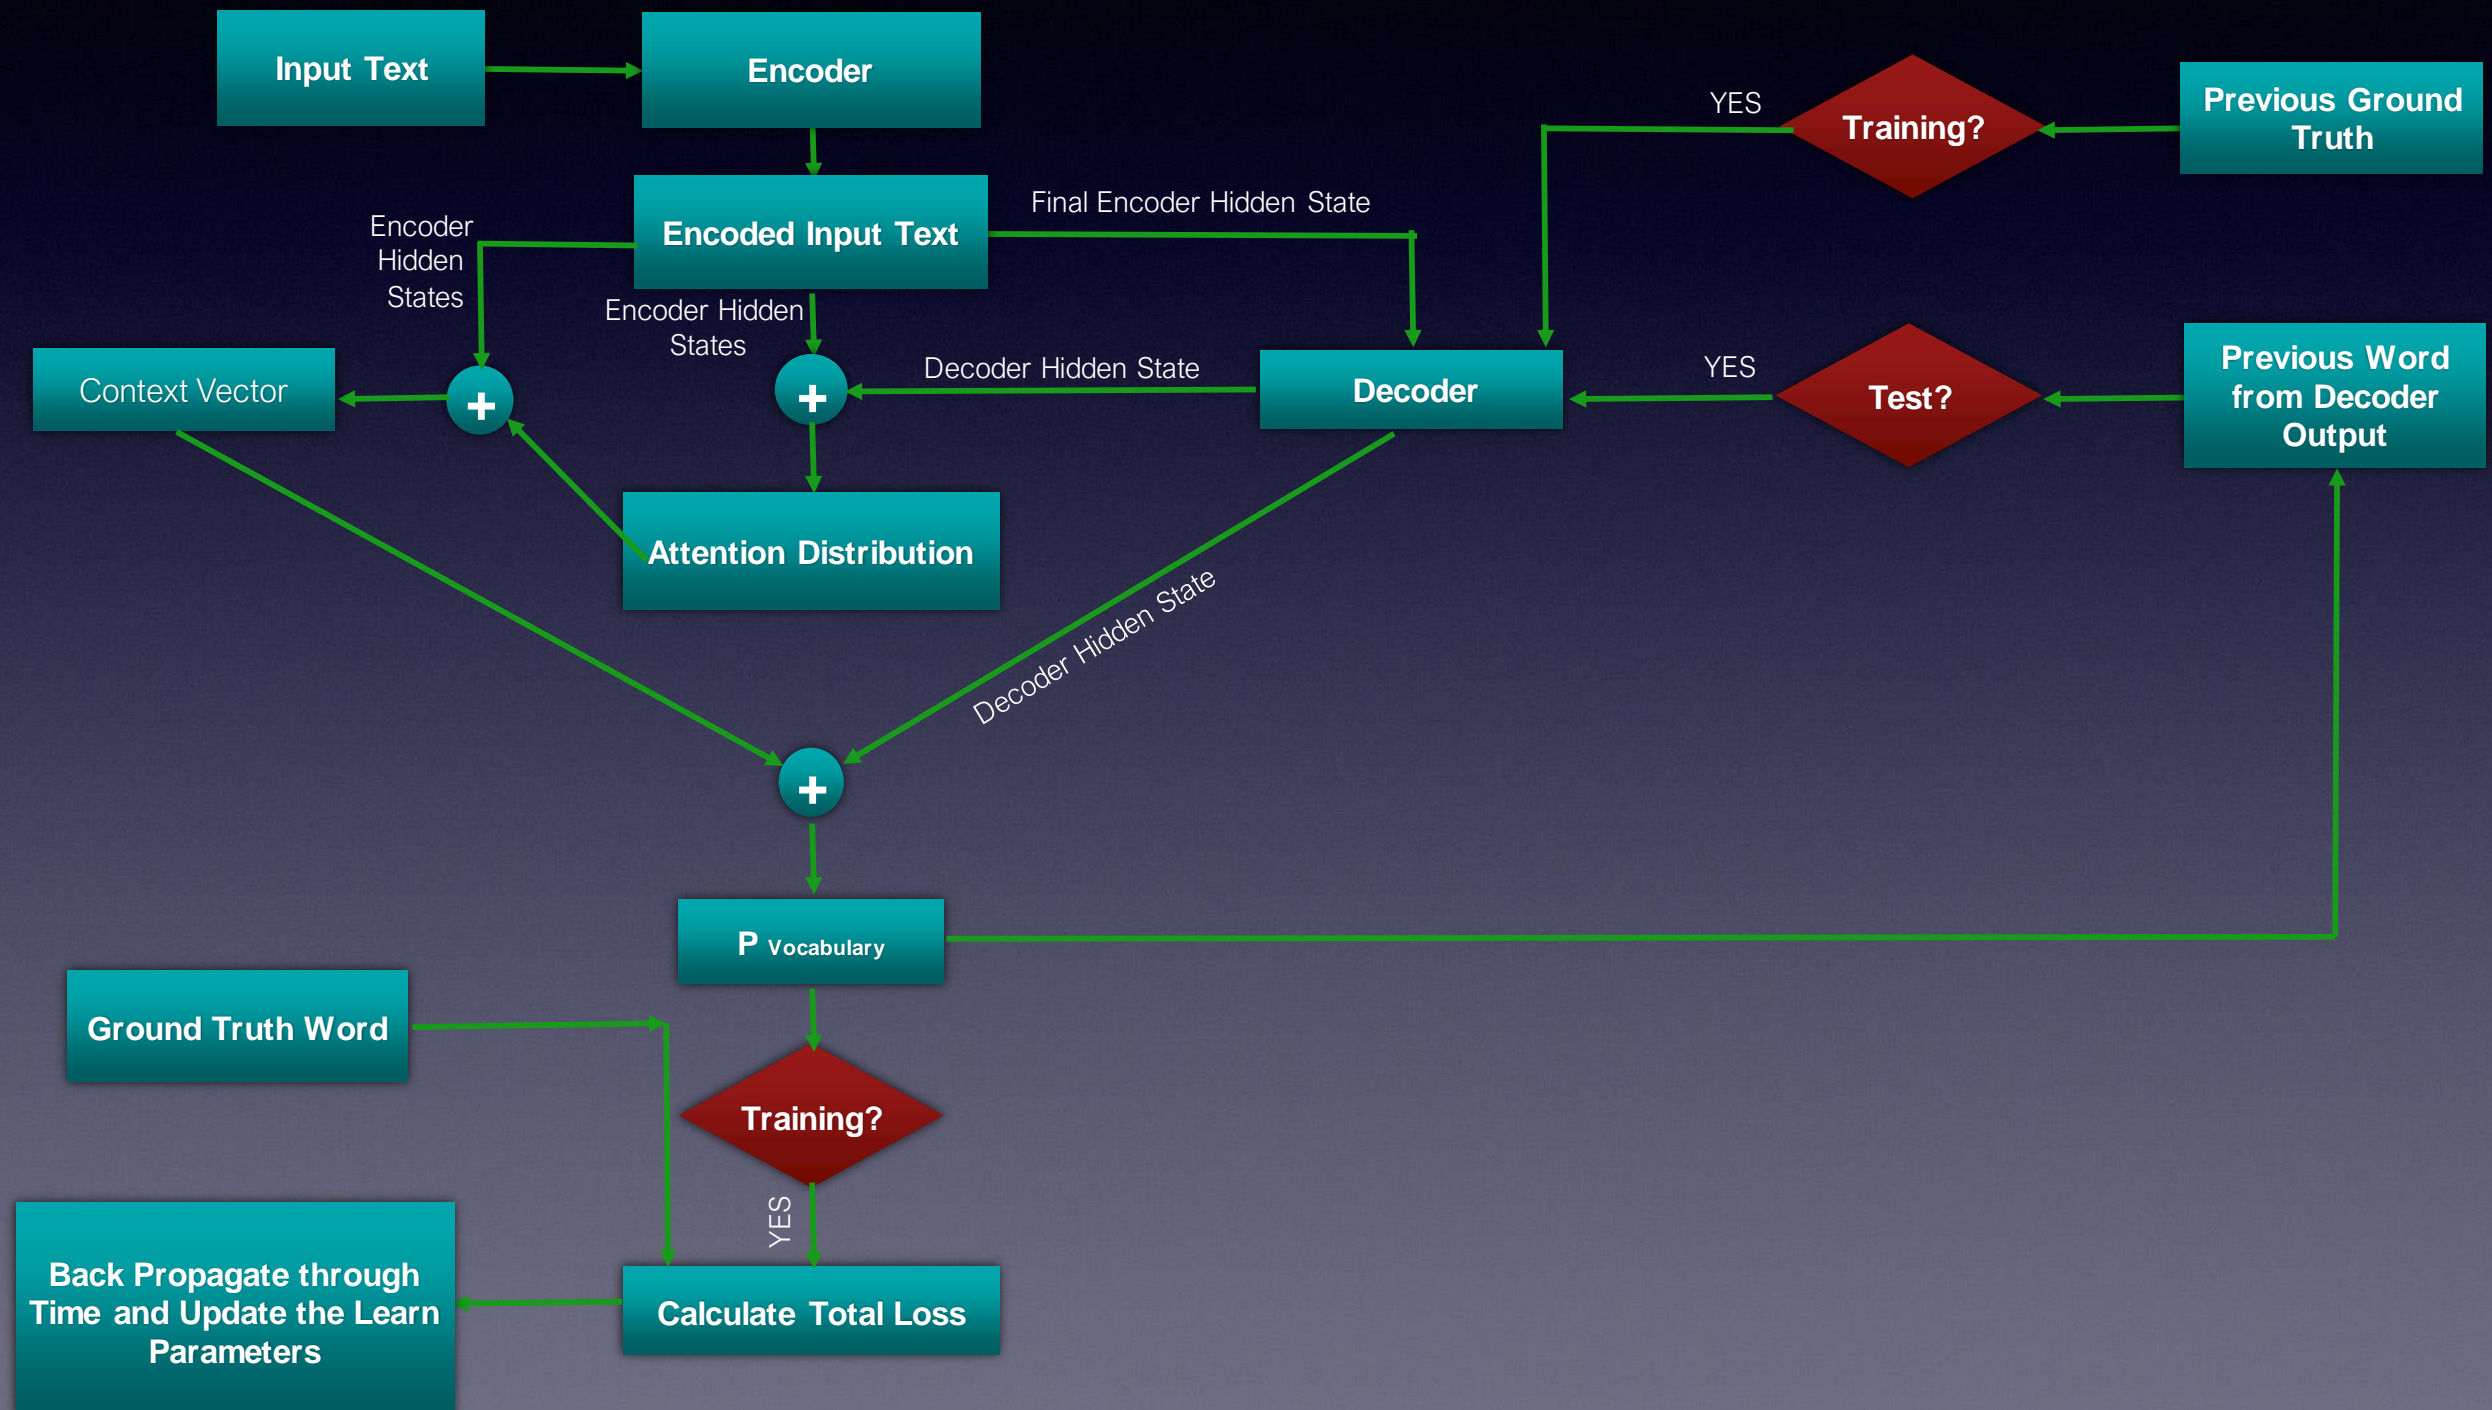 Input Text
Encoder
YES
Training?
Previous Ground
Truth
Encoder
Hidden
States
Encoded Input Text
Final Encoder Hidden State
Encoder Hidden
States
Context Vector
+
+
Decoder Hidden State
Decoder
YES
Test?
Previous Word
from Decoder
Output
Attention Distribution
Decoder Hidden State
+
P Vocabulary
Ground Truth Word
Training?
YES
Back Propagate through
Time and Update the Learn
Parameters
Calculate Total Loss